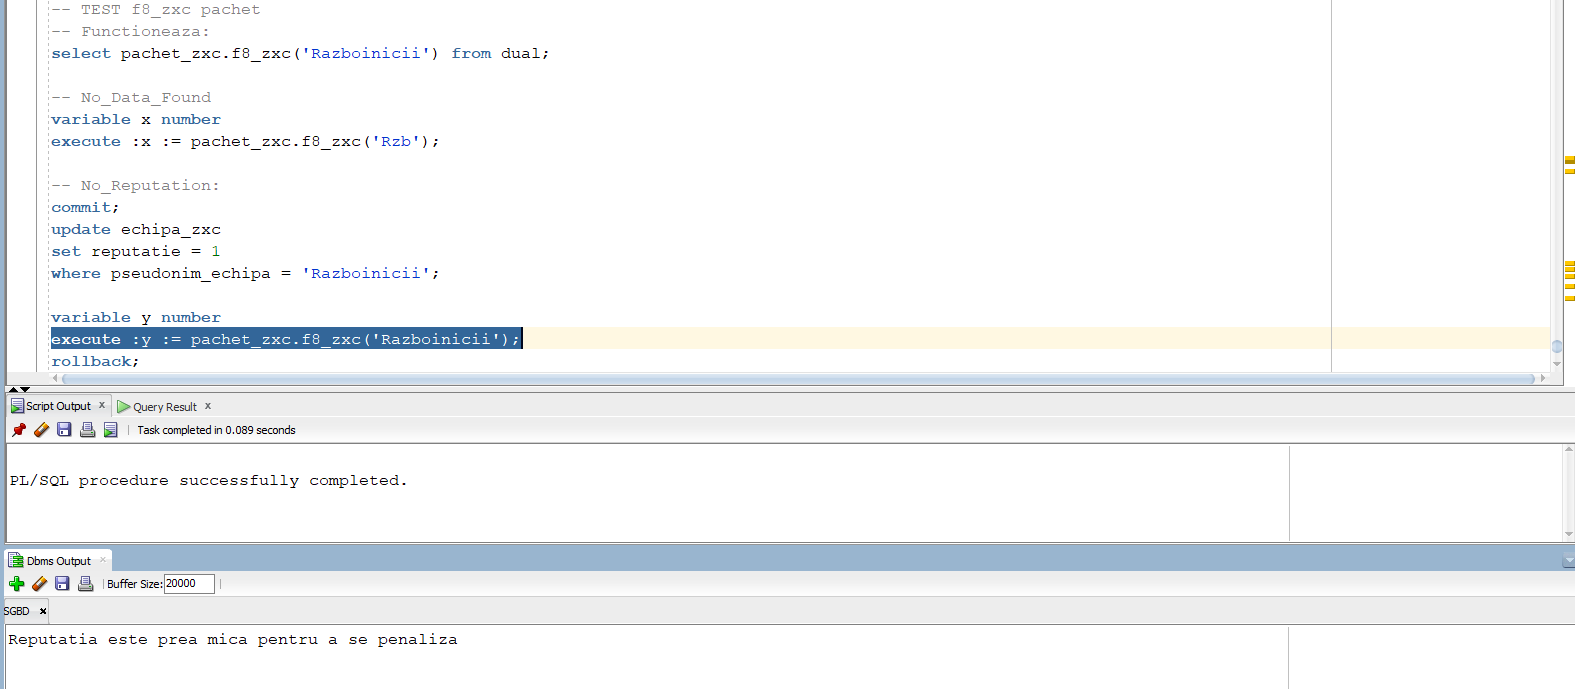 -- TEST f8_zxc pachet
-- Functioneaza:
select pachet_zxc.f8_zxc('Razboinicii') from dual;
-- No_Data_Found
variable x number
execute :x := pachet_zxc.f8_zxc('Rzb');
-- No_Reputation:
commit;
update echipa_zxc
set reputatie = 1
where pseudonim_echipa = 'Razboinicii';
variable y number
execute :y := pachet_zxc.f8_zxc('Razboinicii');
rollback;
Script Output x Query Result x
Task completed in 0.089 seconds
PL/SQL procedure successfully completed.
Dbms Output x
Buffer Size: 20000
SGBD x
Reputatia este prea mica pentru a se penaliza